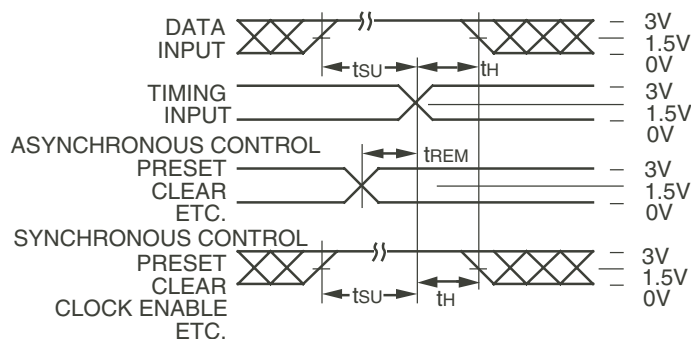 DATA
INPUT
3V
1.5V
0V
tSU
tH
TIMING
INPUT
3V
1.5V
0V
ASYNCHRONOUS CONTROL
PRESET
CLEAR
ETC.
tREM
3V
1.5V
0V
SYNCHRONOUS CONTROL
PRESET
CLEAR
CLOCK ENABLE
ETC.
tSU
tH
3V
1.5V
0V